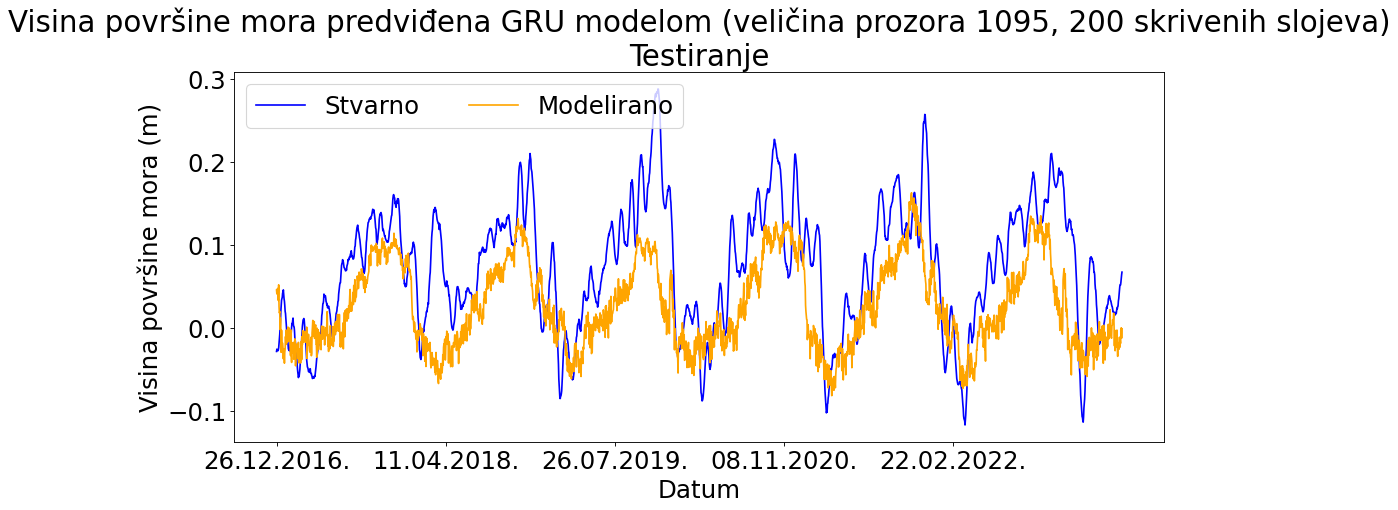 Visina površine mora predviđena GRU modelom (veličina prozora 1095, 200 skrivenih slojeva)
Testiranje
Stvarno
Modelirano
Visina površine mora (m)
0.3
0.2
0.1
0.0
−0.1
26.12.2016.
11.04.2018.
26.07.2019.
08.11.2020.
22.02.2022.
Datum